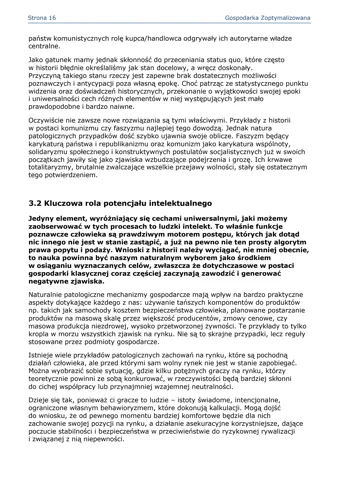 Strona 16 Gospodarka Zoptymalizowana
państw komunistycznych rolę kupca/handlowca odgrywały ich autorytarne władze
centralne.
Jako gatunek mamy jednak skłonność do przeceniania status quo, które często
w historii błędnie określaliśmy jak stan docelowy, a wręcz doskonały.
Przyczyną takiego stanu rzeczy jest zapewne brak dostatecznych możliwości
poznawczych i antycypacji poza własną epokę. Choć patrząc ze statystycznego punktu
widzenia oraz doświadczeń historycznych, przekonanie o wyjątkowości swojej epoki
i uniwersalności cech różnych elementów w niej występujących jest mało
prawdopodobne i bardzo naiwne.
Oczywiście nie zawsze nowe rozwiązania są tymi właściwymi. Przykłady z historii
w postaci komunizmu czy faszyzmu najlepiej tego dowodzą. Jednak natura
patologicznych przypadków dość szybko ujawnia swoje oblicze. Faszyzm będący
karykaturą państwa i republikanizmu oraz komunizm jako karykatura wspólnoty,
solidaryzmu społecznego i konstruktywnych postulatów socjalistycznych już w swoich
początkach jawiły się jako zjawiska wzbudzające podejrzenia i grozę. Ich krwawe
totalitaryzmy, brutalnie zwalczające wszelkie przejawy wolności, stały się ostatecznym
tego potwierdzeniem.
3.2 Kluczowa rola potencjału intelektualnego
Jedyny element, wyróżniający się cechami uniwersalnymi, jaki możemy
zaobserwować w tych procesach to ludzki intelekt. To właśnie funkcje
poznawcze człowieka są prawdziwym motorem postępu, których jak dotąd
nic innego nie jest w stanie zastąpić, a już na pewno nie ten prosty algorytm
prawa popytu i podaży. Wnioski z historii należy wyciągać, nie mniej obecnie,
to nauka powinna być naszym naturalnym wyborem jako środkiem
w osiąganiu wyznaczanych celów, zwłaszcza że dotychczasowe w postaci
gospodarki klasycznej coraz częściej zaczynają zawodzić i generować
negatywne zjawiska.
Naturalnie patologiczne mechanizmy gospodarcze mają wpływ na bardzo praktyczne
aspekty dotykające każdego z nas: używanie tańszych komponentów do produktów
np. takich jak samochody kosztem bezpieczeństwa człowieka, planowane postarzanie
produktów na masową skalę przez większość producentów, zmowy cenowe, czy
masowa produkcja niezdrowej, wysoko przetworzonej żywności. Te przykłady to tylko
kropla w morzu wszystkich zjawisk na rynku. Nie są to skrajne przypadki, lecz reguły
stosowane przez podmioty gospodarcze.
Istnieje wiele przykładów patologicznych zachowań na rynku, które są pochodną
działań człowieka, ale przed którymi sam wolny rynek nie jest w stanie zapobiegać.
Można wyobrazić sobie sytuację, gdzie kilku potężnych graczy na rynku, którzy
teoretycznie powinni ze sobą konkurować, w rzeczywistości będą bardziej skłonni
do cichej współpracy lub przynajmniej wzajemnej neutralności.
Dzieje się tak, ponieważ ci gracze to ludzie – istoty świadome, intencjonalne,
ograniczone własnym behawioryzmem, które dokonują kalkulacji. Mogą dojść
do wniosku, że od pewnego momentu bardziej komfortowe będzie dla nich
zachowanie swojej pozycji na rynku, a działanie asekuracyjne korzystniejsze, dające
poczucie stabilności i bezpieczeństwa w przeciwieństwie do ryzykownej rywalizacji
i związanej z nią niepewności.